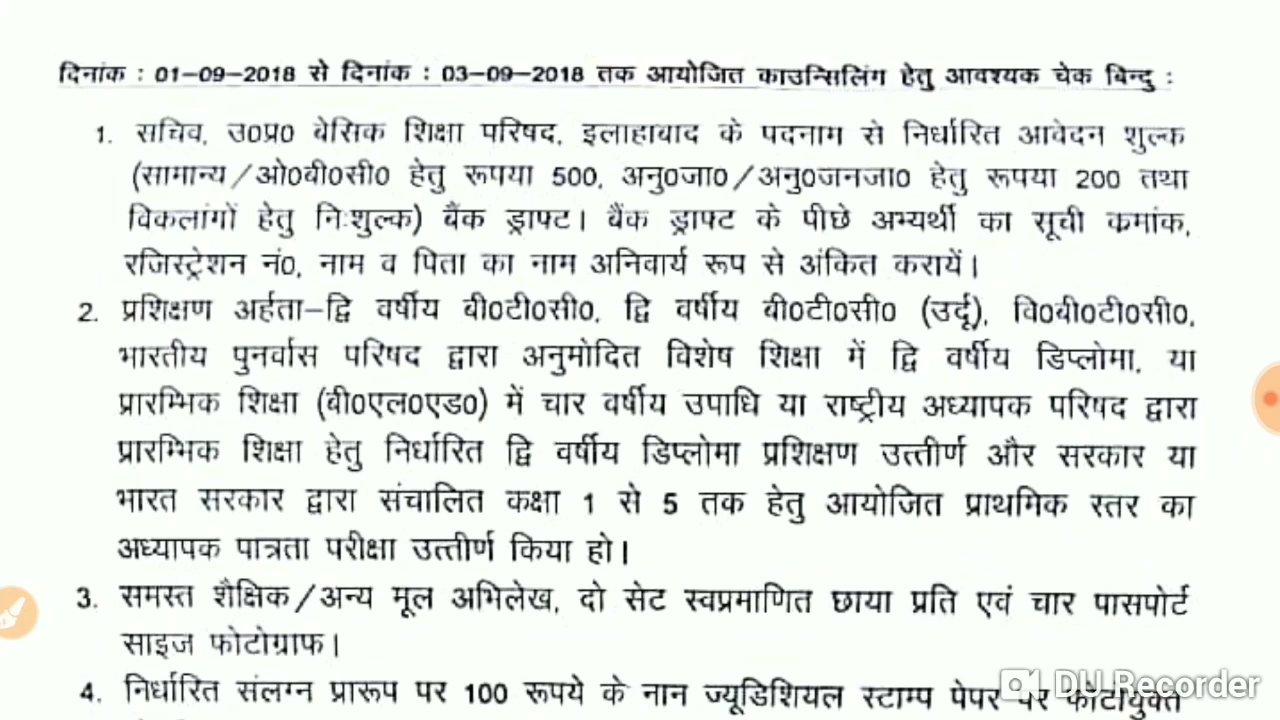 दिनांक : 01-09-2018 से दिनांक : 03-09-2018 तक आयोजित काउन्सिलिंग हेतु आवश्यक चेक बिन्दु :
1. सचिव, उ0प्र0 बेसिक शिक्षा परिषद, इलाहाबाद के पदनाम से निर्धारित आवेदन शुल्क
(सामान्य/ओ0बी0सी0 हेतु रूपया 500, अनु0जा0/अनु0जनजा0 हेतु रूपया 200 तथा
विकलांगों हेतु निःशुल्क) बैंक ड्राफ्ट। बैंक ड्राफ्ट के पीछे अभ्यर्थी का सूची क्रमांक,
रजिस्ट्रेशन नं0, नाम व पिता का नाम अनिवार्य रूप से अंकित करायें।
2. प्रशिक्षण अर्हता-द्वि वर्षीय बी0टी0सी0, द्वि वर्षीय बी0टी0सी0 (उर्दू), वि0बी0टी0सी0,
भारतीय पुनर्वास परिषद द्वारा अनुमोदित विशेष शिक्षा में द्वि वर्षीय डिप्लोमा, या
प्रारम्भिक शिक्षा (बी0एल0एड0) में चार वर्षीय उपाधि या राष्ट्रीय अध्यापक परिषद द्वारा
प्रारम्भिक शिक्षा हेतु निर्धारित द्वि वर्षीय डिप्लोमा प्रशिक्षण उत्तीर्ण और सरकार या
भारत सरकार द्वारा संचालित कक्षा 1 से 5 तक हेतु आयोजित प्राथमिक स्तर का
अध्यापक पात्रता परीक्षा उत्तीर्ण किया हो।
3. समस्त शैक्षिक/अन्य मूल अभिलेख, दो सेट स्वप्रमाणित छाया प्रति एवं चार पासपोर्ट
साइज फोटोग्राफ।
4. निर्धारित संलग्न प्रारूप पर 100 रूपये के नान ज्यूडिशियल स्टाम्प पेपर पर फोटोयुक्त
DU Recorder